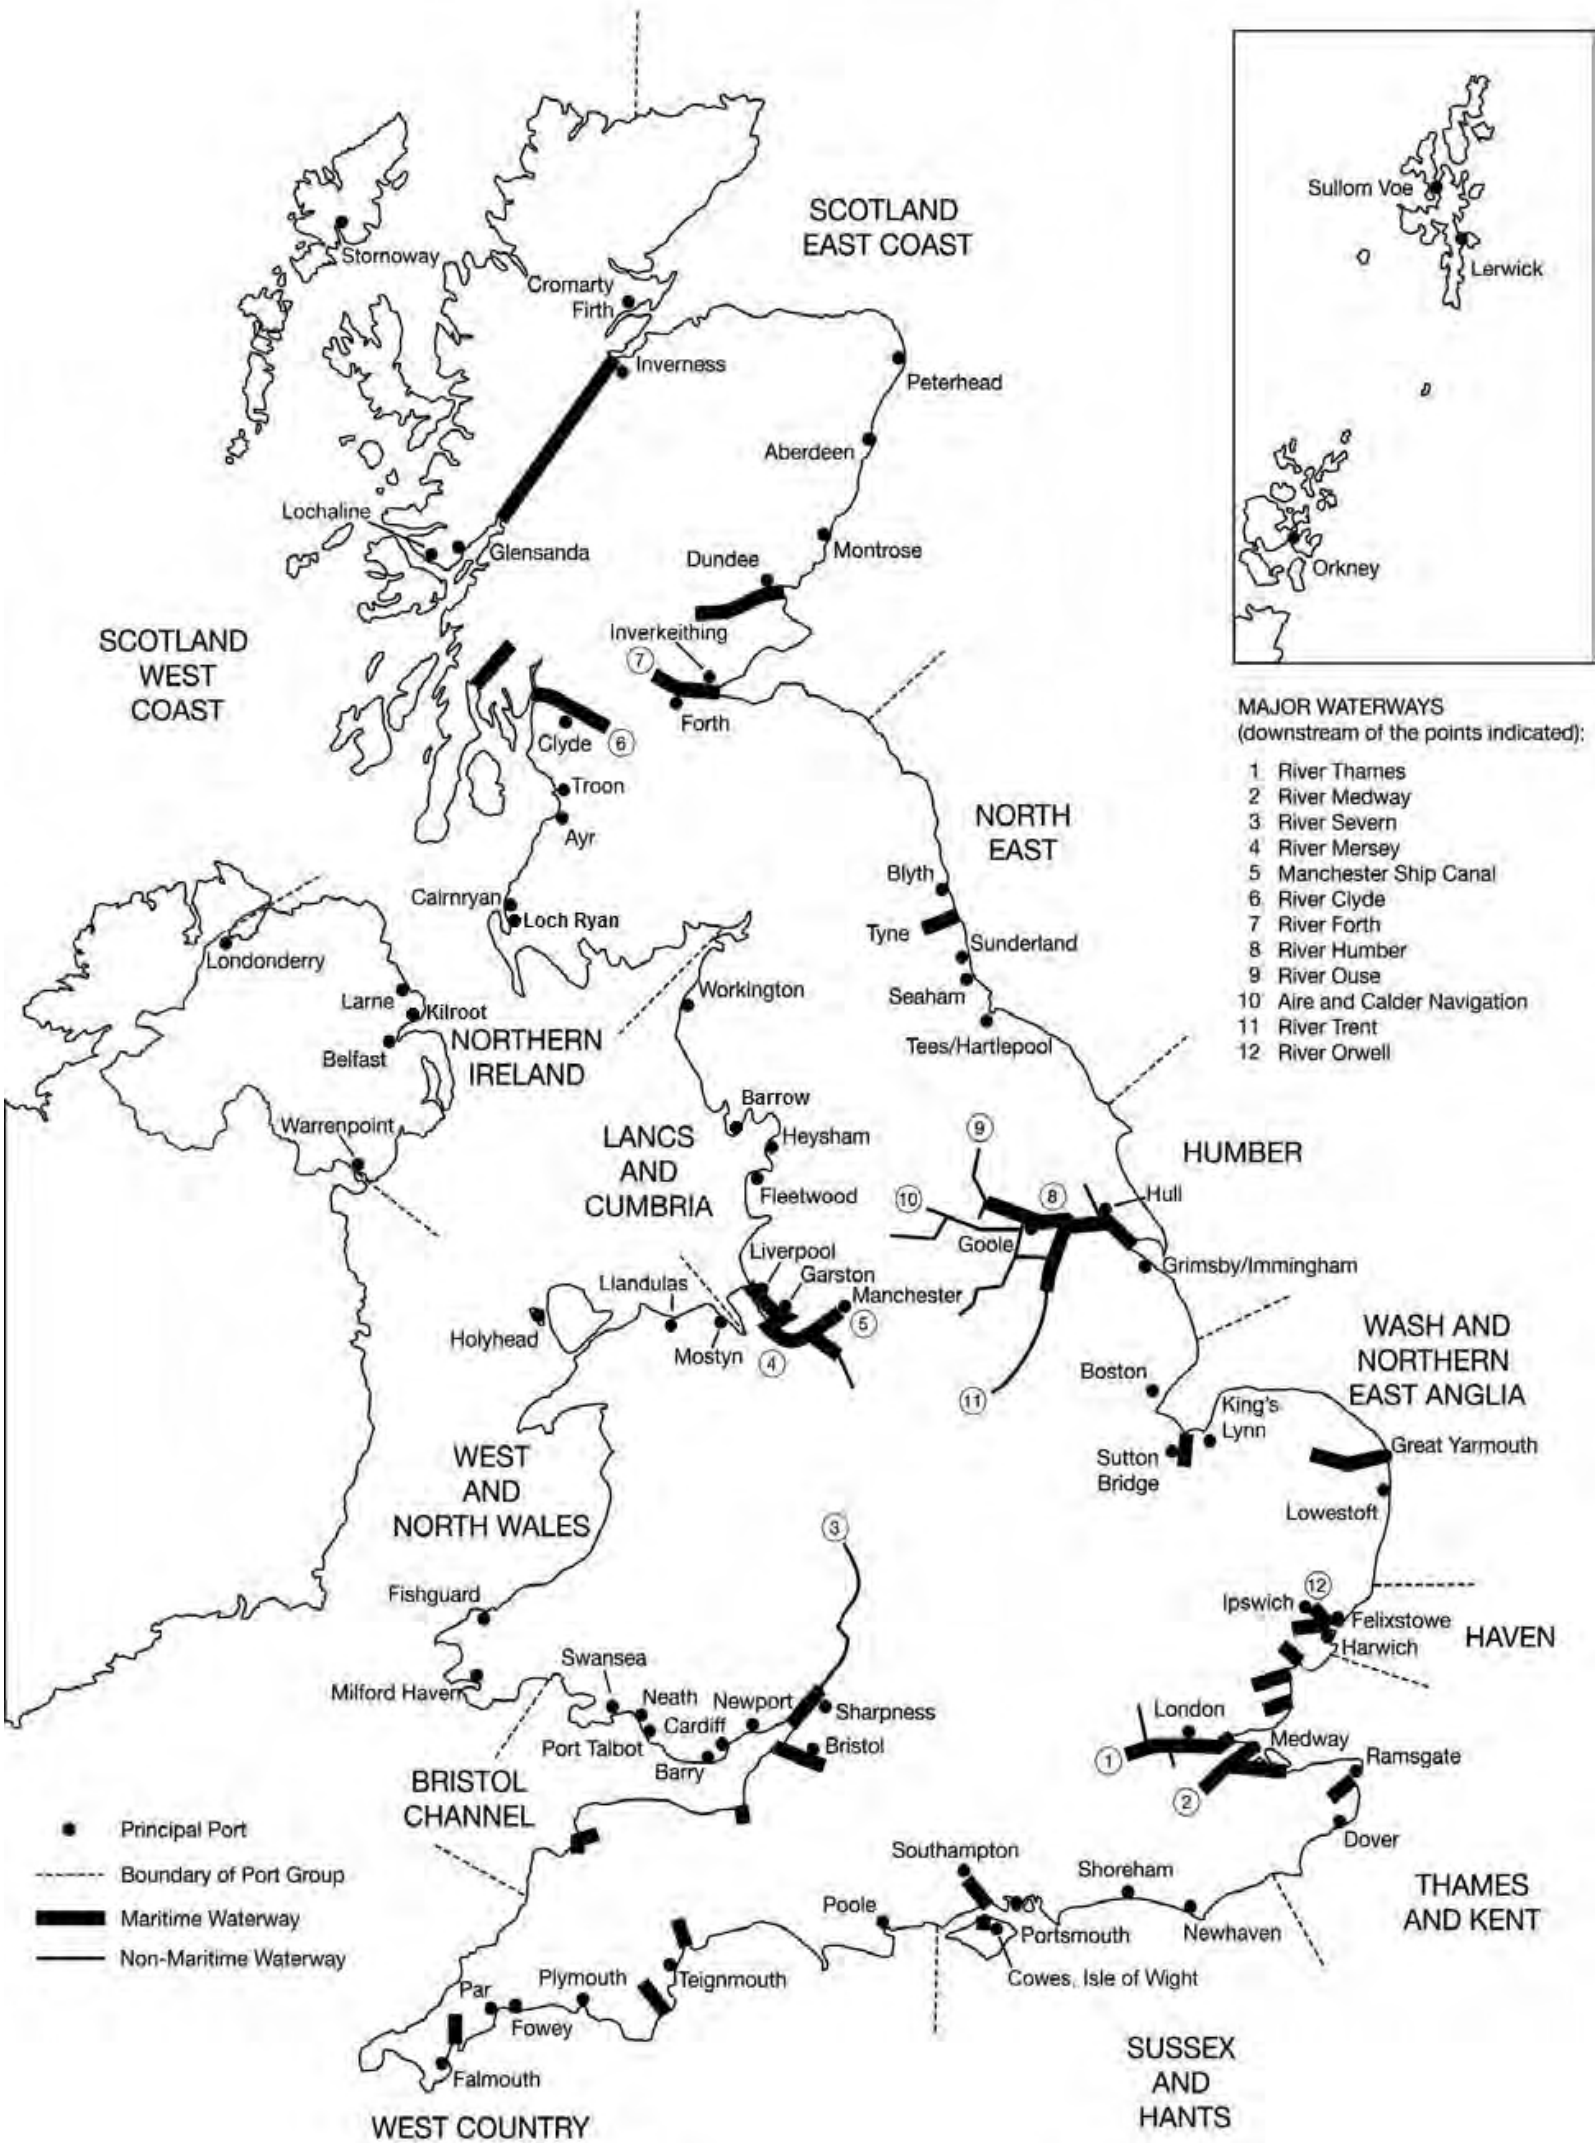 SCOTLAND
EAST COAST
Sullom Voe
Lerwick
Orkney
Stornoway
Cromarty
Firth
Inverness
Peterhead
Aberdeen
Lochaline
Glensanda
Montrose
Dundee
Inverkeithing
SCOTLAND
WEST
COAST
7
Forth
Clyde
6
Troon
Ayr
MAJOR WATERWAYS
(downstream of the points indicated):
1 River Thames
2 River Medway
3 River Severn
4 River Mersey
5 Manchester Ship Canal
6 River Clyde
7 River Forth
8 River Humber
9 River Ouse
10 Aire and Calder Navigation
11 River Trent
12 River Orwell
NORTH
EAST
Blyth
Tyne
Sunderland
Seaham
Tees/Hartlepool
Cairnryan
Loch Ryan
Londonderry
Larne
Kilroot
Belfast
NORTHERN
IRELAND
Warrenpoint
Workington
Barrow
Heysham
Fleetwood
LANCS
AND
CUMBRIA
9
10
8
HUMBER
Hull
Goole
Grimsby/Immingham
Liverpool
Garston
Manchester
5
4
11
Llandulas
Holyhead
Mostyn
WASH AND
NORTHERN
EAST ANGLIA
Boston
King's
Lynn
Sutton
Bridge
Great Yarmouth
Lowestoft
WEST
AND
NORTH WALES
3
Fishguard
Milford Haven
Swansea
Neath
Port Talbot
Cardiff
Newport
Barry
Sharpness
Bristol
12
Ipswich
Felixstowe
Harwich
HAVEN
London
1
Medway
2
Ramsgate
Dover
BRISTOL
CHANNEL
Principal Port
Boundary of Port Group
Maritime Waterway
Non-Maritime Waterway
THAMES
AND KENT
Southampton
Shoreham
Poole
Portsmouth
Newhaven
Cowes, Isle of Wight
Par
Plymouth
Teignmouth
Fowey
Falmouth
WEST COUNTRY
SUSSEX
AND
HANTS